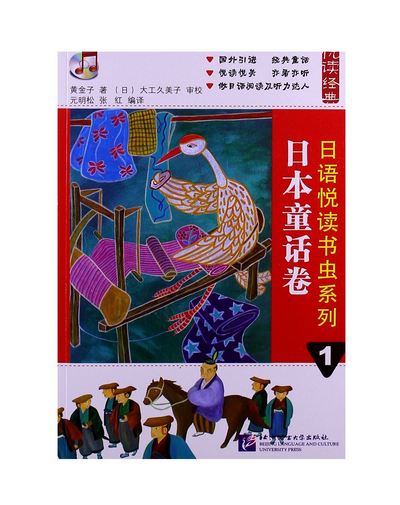 国外引进 经典童话
悦读悦美 亦看亦听
做日语阅读及听力达人
悦读经典
黄金子 著 （日）大工久美子 审校
元明松 张 红 编译
日语悦读书虫系列
日本童话卷
1
北京语言大学出版社
BEIJING LANGUAGE AND CULTURE
UNIVERSITY PRESS